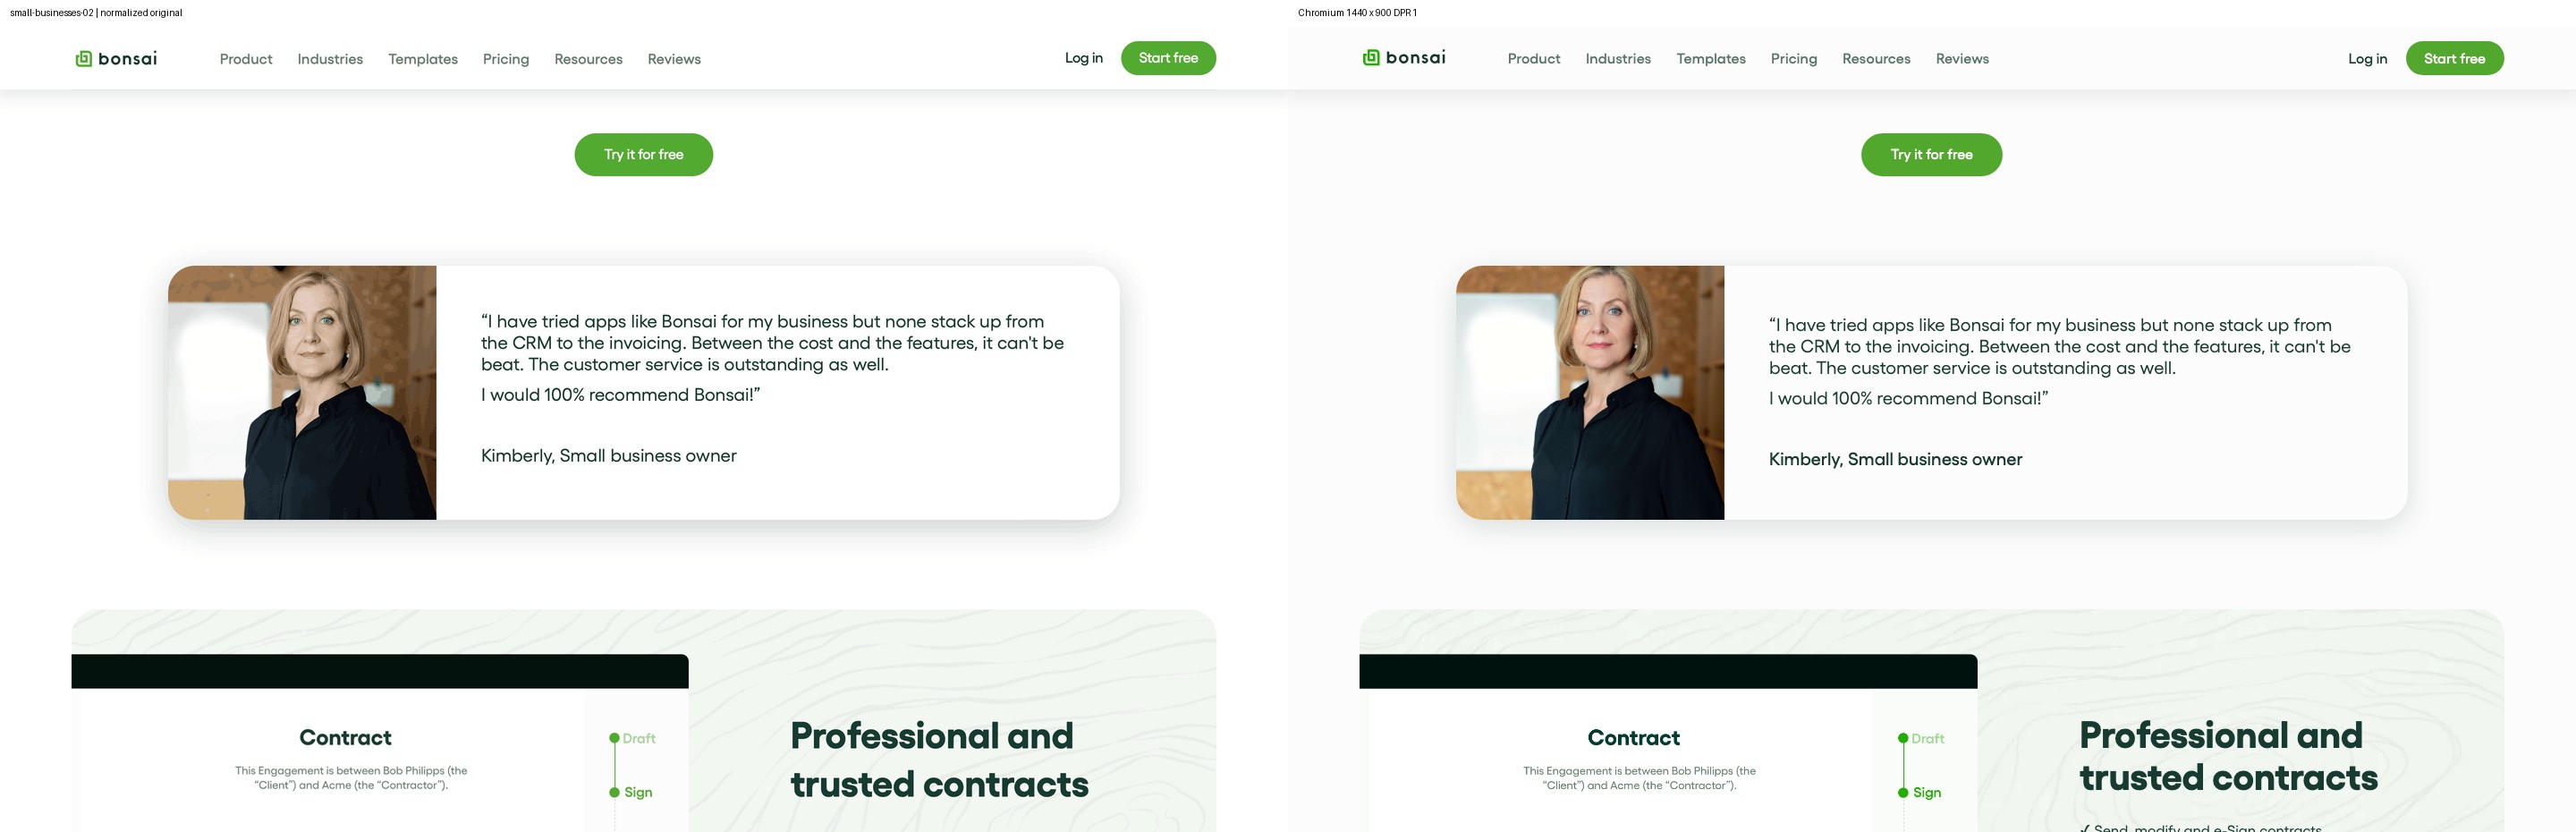 small-businesses-02 | normalized original
bonsai Product Industries Templates Pricing Resources Reviews Log in Start free
Try it for free
“I have tried apps like Bonsai for my business but none stack up from
the CRM to the invoicing. Between the cost and the features, it can't be
beat. The customer service is outstanding as well.
I would 100% recommend Bonsai!”
Kimberly, Small business owner
Contract
This Engagement is between Bob Philipps (the
“Client”) and Acme (the “Contractor”).
Draft
Sign
Professional and
trusted contracts
Chromium 1440 x 900 DPR 1
bonsai Product Industries Templates Pricing Resources Reviews Log in Start free
Try it for free
“I have tried apps like Bonsai for my business but none stack up from
the CRM to the invoicing. Between the cost and the features, it can't be
beat. The customer service is outstanding as well.
I would 100% recommend Bonsai!”
Kimberly, Small business owner
Contract
This Engagement is between Bob Philipps (the
“Client”) and Acme (the “Contractor”).
Draft
Sign
Professional and
trusted contracts
✓ Send, modify and e-Sign contracts